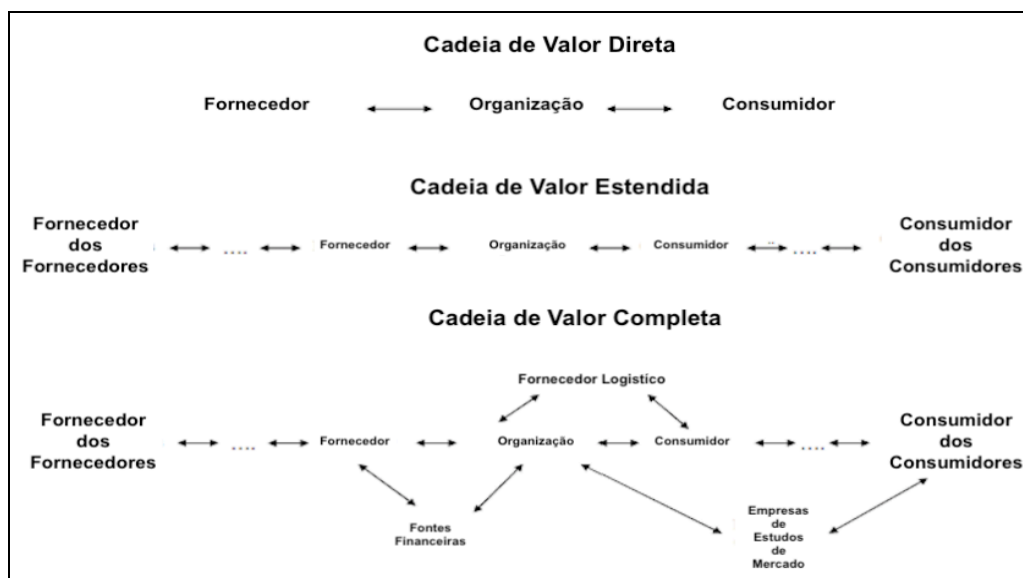 Cadeia de Valor Direta
Fornecedor Organização Consumidor
Cadeia de Valor Estendida
Fornecedor
dos
Fornecedores
....
Fornecedor
Organização
Consumidor
..
....
Consumidor
dos
Consumidores
Cadeia de Valor Completa
Fornecedor Logistíco
Fornecedor
dos
Fornecedores
....
Fornecedor
Organização
Consumidor
....
Consumidor
dos
Consumidores
Fontes
Financeiras
Empresas
de
Estudos
de
Mercado